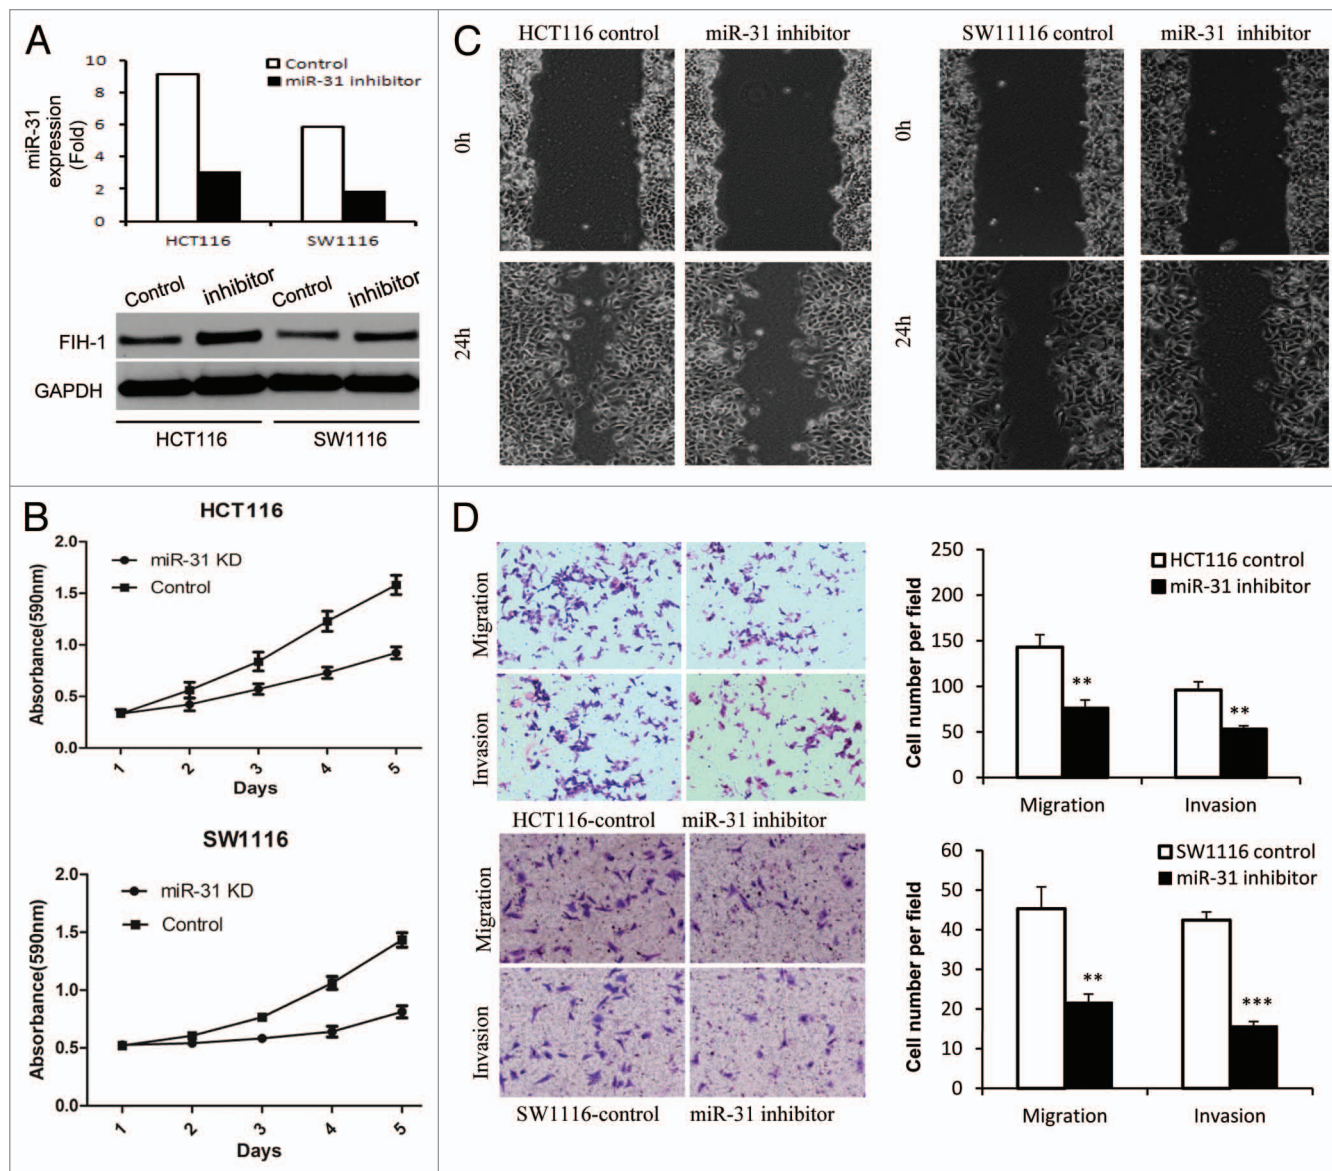 A
10
8
6
4
2
0
miR-31
expression
(Fold)
Control
miR-31 inhibitor
HCT116
SW1116
Control
inhibitor
Control
inhibitor
FIH-1
GAPDH
HCT116
SW1116
C
HCT116 control
miR-31 inhibitor
SW11116 control
miR-31 inhibitor
0h
0h
24h
24h
B
HCT116
2.0
1.5
1.0
0.5
0.0
Absorbance(590nm)
miR-31 KD
Control
1 2 3 4 5
Days
SW1116
2.0
1.5
1.0
0.5
0.0
Absorbance(590nm)
miR-31 KD
Control
1 2 3 4 5
Days
D
Migration
Invasion
HCT116-control
miR-31 inhibitor
Migration
Invasion
SW1116-control
miR-31 inhibitor
250
200
150
100
50
0
Cell number per field
HCT116 control
miR-31 inhibitor
**
**
Migration
Invasion
60
50
40
30
20
10
0
Cell number per field
SW1116 control
miR-31 inhibitor
**
***
Migration
Invasion